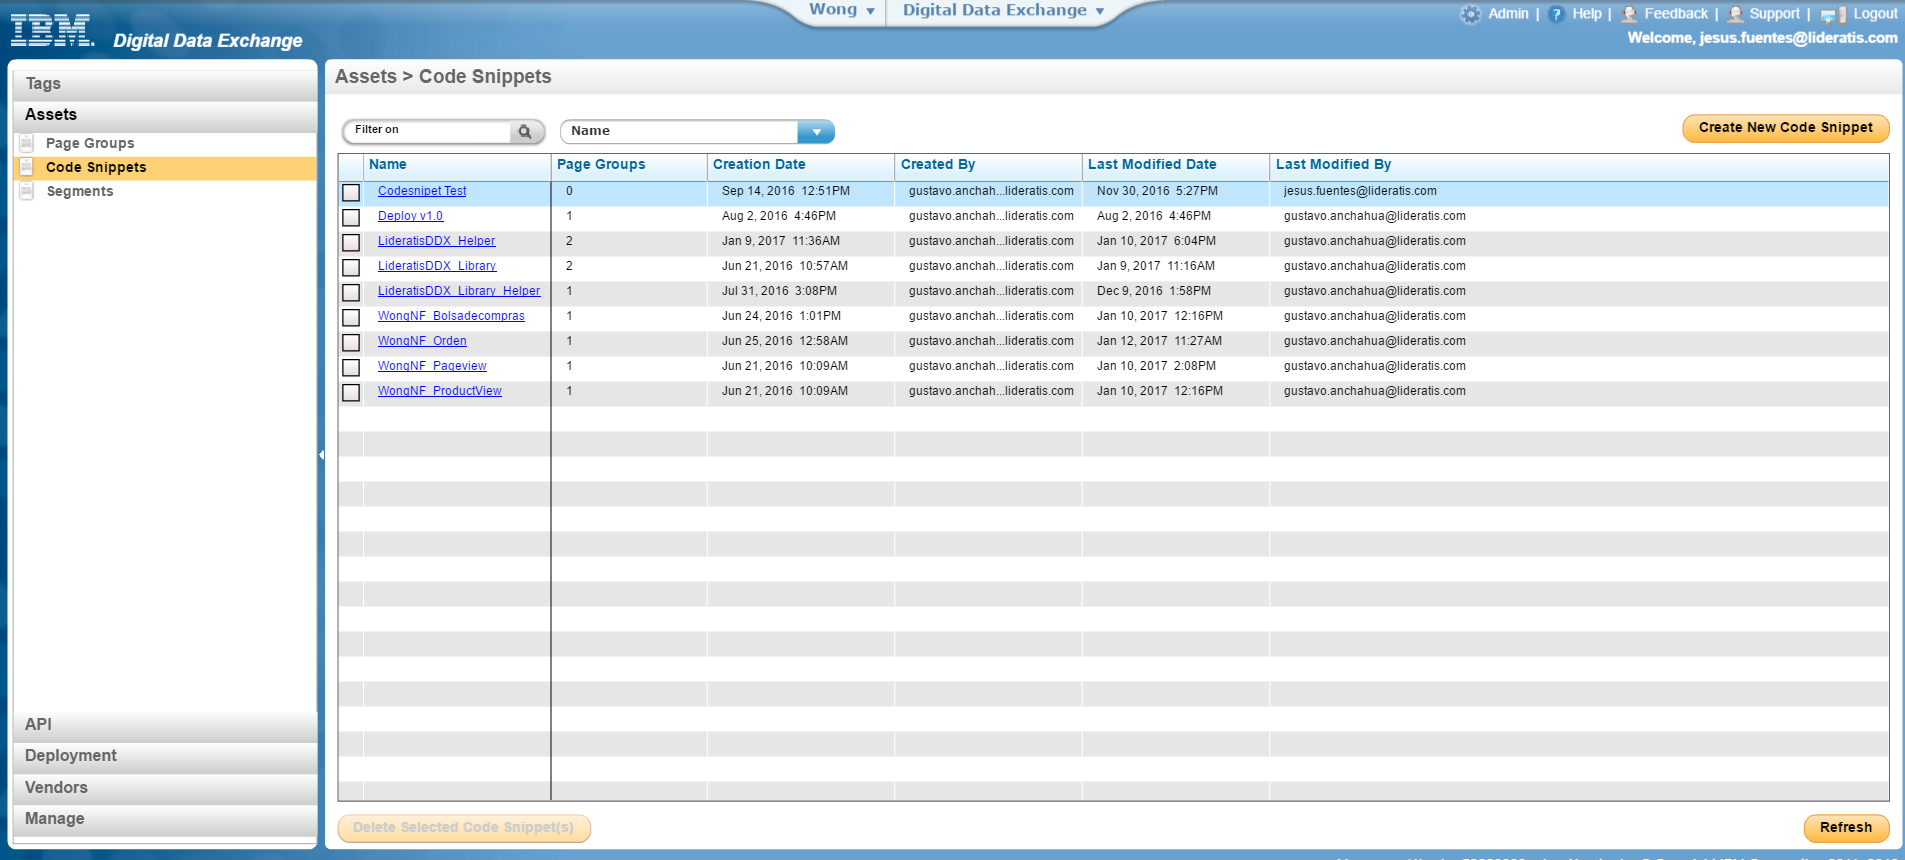 Wong
Digital Data Exchange
Admin | Help | Feedback | Support | Logout
IBM. Digital Data Exchange
Welcome, jesus.fuentes@lideratis.com
Tags
Assets
Page Groups
Code Snippets
Segments
API
Deployment
Vendors
Manage
Assets > Code Snippets
Filter on
Name
Create New Code Snippet
Name Page Groups Creation Date Created By Last Modified Date Last Modified By
Codesnipet Test 0 Sep 14, 2016 12:51PM gustavo.anchah...lideratis.com Nov 30, 2016 5:27PM jesus.fuentes@lideratis.com
Deploy v1.0 1 Aug 2, 2016 4:46PM gustavo.anchah...lideratis.com Aug 2, 2016 4:46PM gustavo.anchahua@lideratis.com
LideratisDDX_Helper 2 Jan 9, 2017 11:36AM gustavo.anchah...lideratis.com Jan 10, 2017 6:04PM gustavo.anchahua@lideratis.com
LideratisDDX_Library 2 Jun 21, 2016 10:57AM gustavo.anchah...lideratis.com Jan 9, 2017 11:16AM gustavo.anchahua@lideratis.com
LideratisDDX_Library_Helper 1 Jul 31, 2016 3:08PM gustavo.anchah...lideratis.com Dec 9, 2016 1:58PM gustavo.anchahua@lideratis.com
WongNF_Bolsadecompras 1 Jun 24, 2016 1:01PM gustavo.anchah...lideratis.com Jan 10, 2017 12:16PM gustavo.anchahua@lideratis.com
WongNF_Orden 1 Jun 25, 2016 12:58AM gustavo.anchah...lideratis.com Jan 12, 2017 11:27AM gustavo.anchahua@lideratis.com
WongNF_Pageview 1 Jun 21, 2016 10:09AM gustavo.anchah...lideratis.com Jan 10, 2017 2:08PM gustavo.anchahua@lideratis.com
WongNF_ProductView 1 Jun 21, 2016 10:09AM gustavo.anchah...lideratis.com Jan 10, 2017 12:16PM gustavo.anchahua@lideratis.com
Delete Selected Code Snippet(s)
Refresh